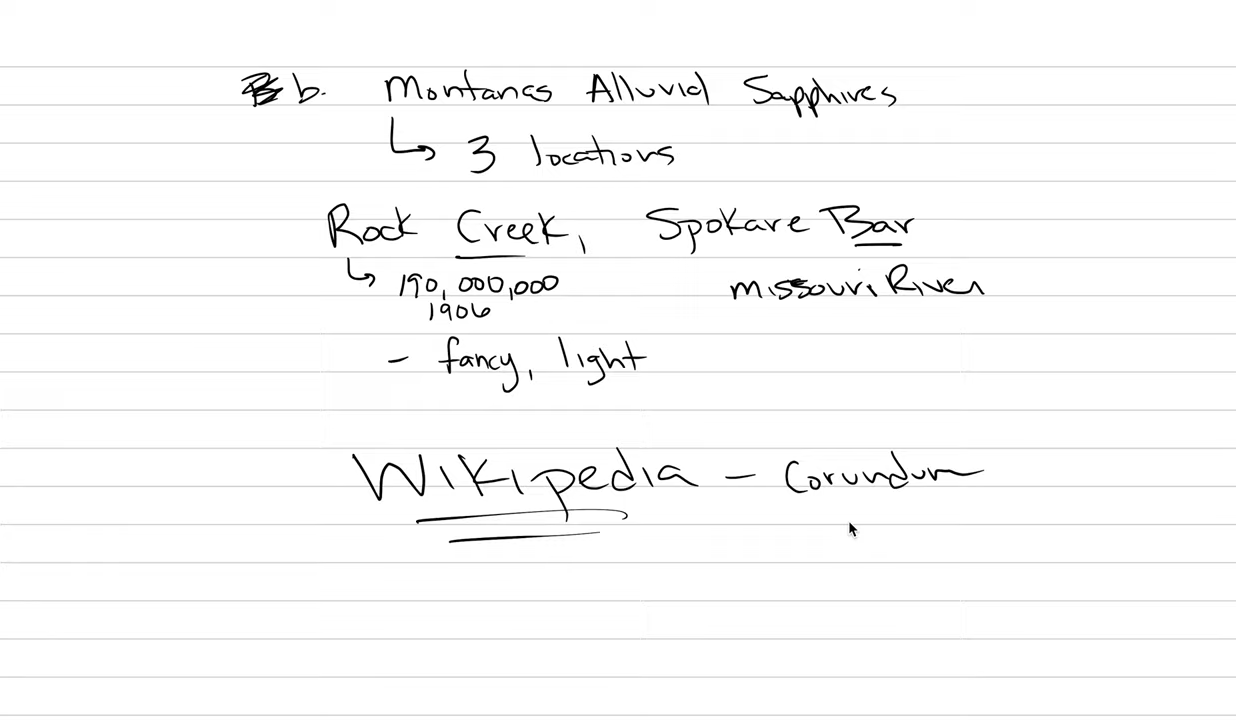 b. Montanas Alluvial Sapphires
↳ 3 locations
Rock Creek, Spokane Bar
↳ 190,000,000 Missouri River
1906
- fancy, light
Wikipedia - Corundum